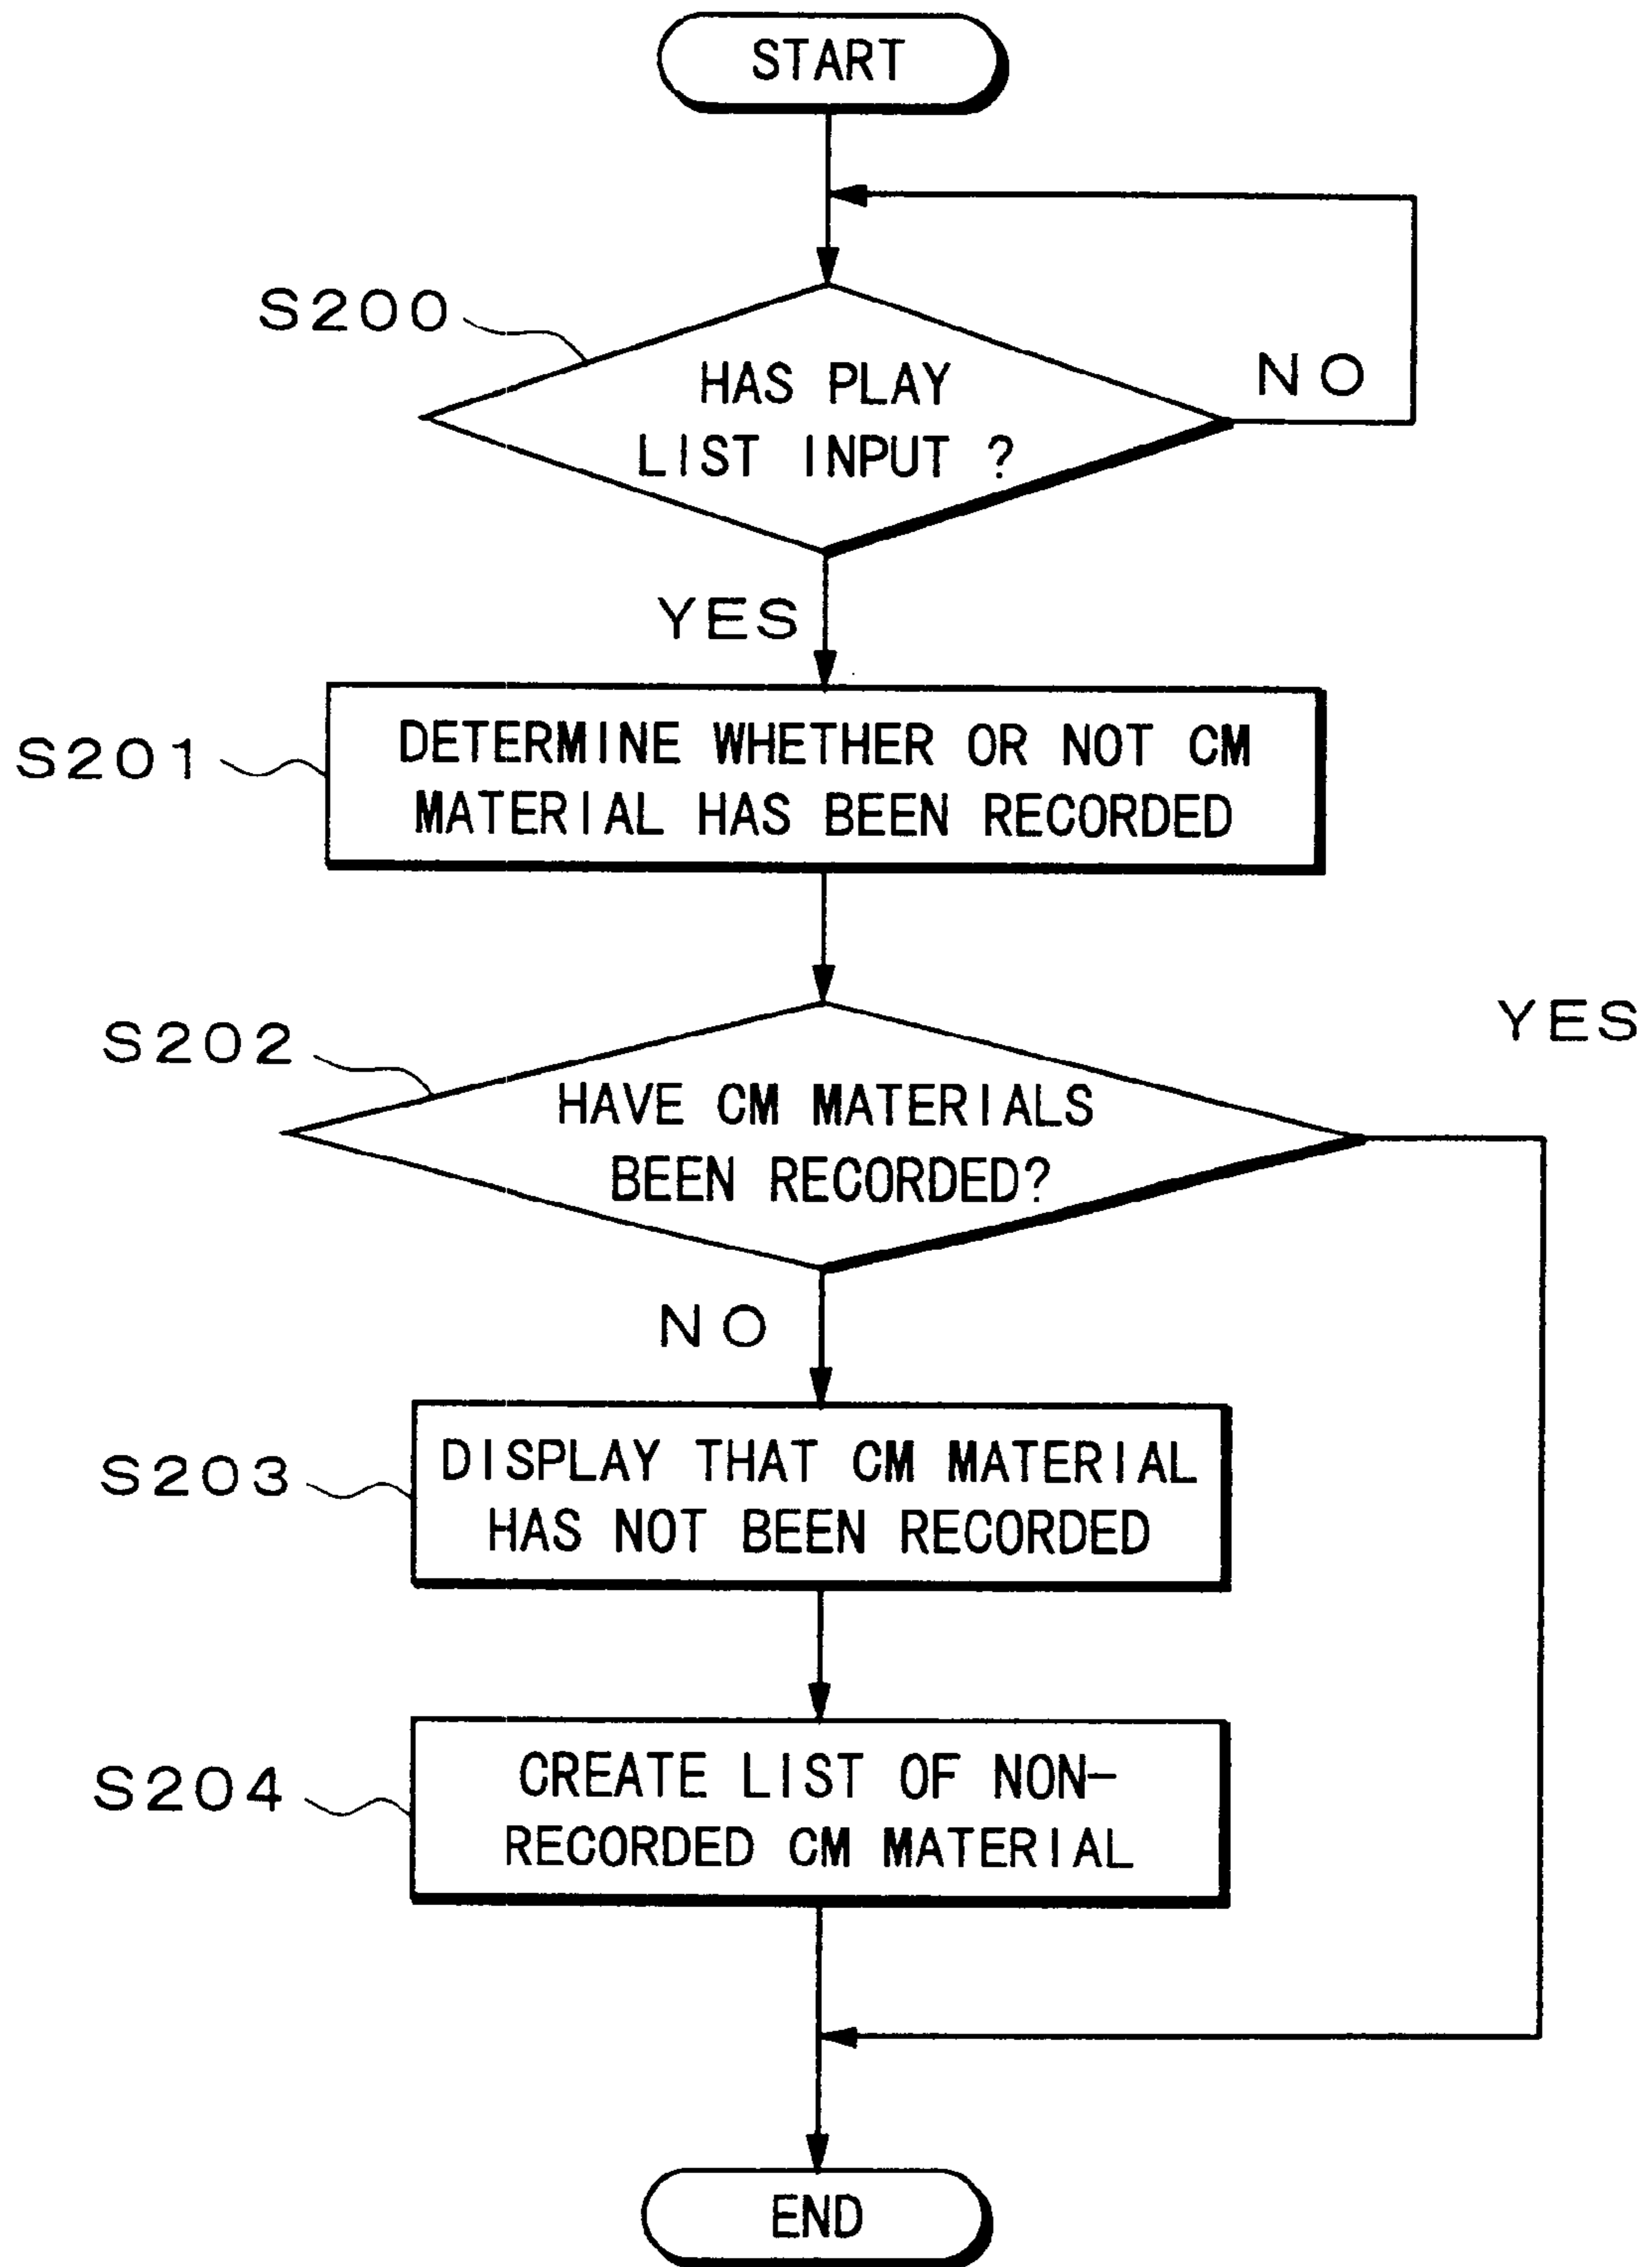 START
S200
HAS PLAY
LIST INPUT ?
NO
YES
S201
DETERMINE WHETHER OR NOT CM
MATERIAL HAS BEEN RECORDED
YES
S202
HAVE CM MATERIALS
BEEN RECORDED?
NO
S203
DISPLAY THAT CM MATERIAL
HAS NOT BEEN RECORDED
S204
CREATE LIST OF NON-
RECORDED CM MATERIAL
END